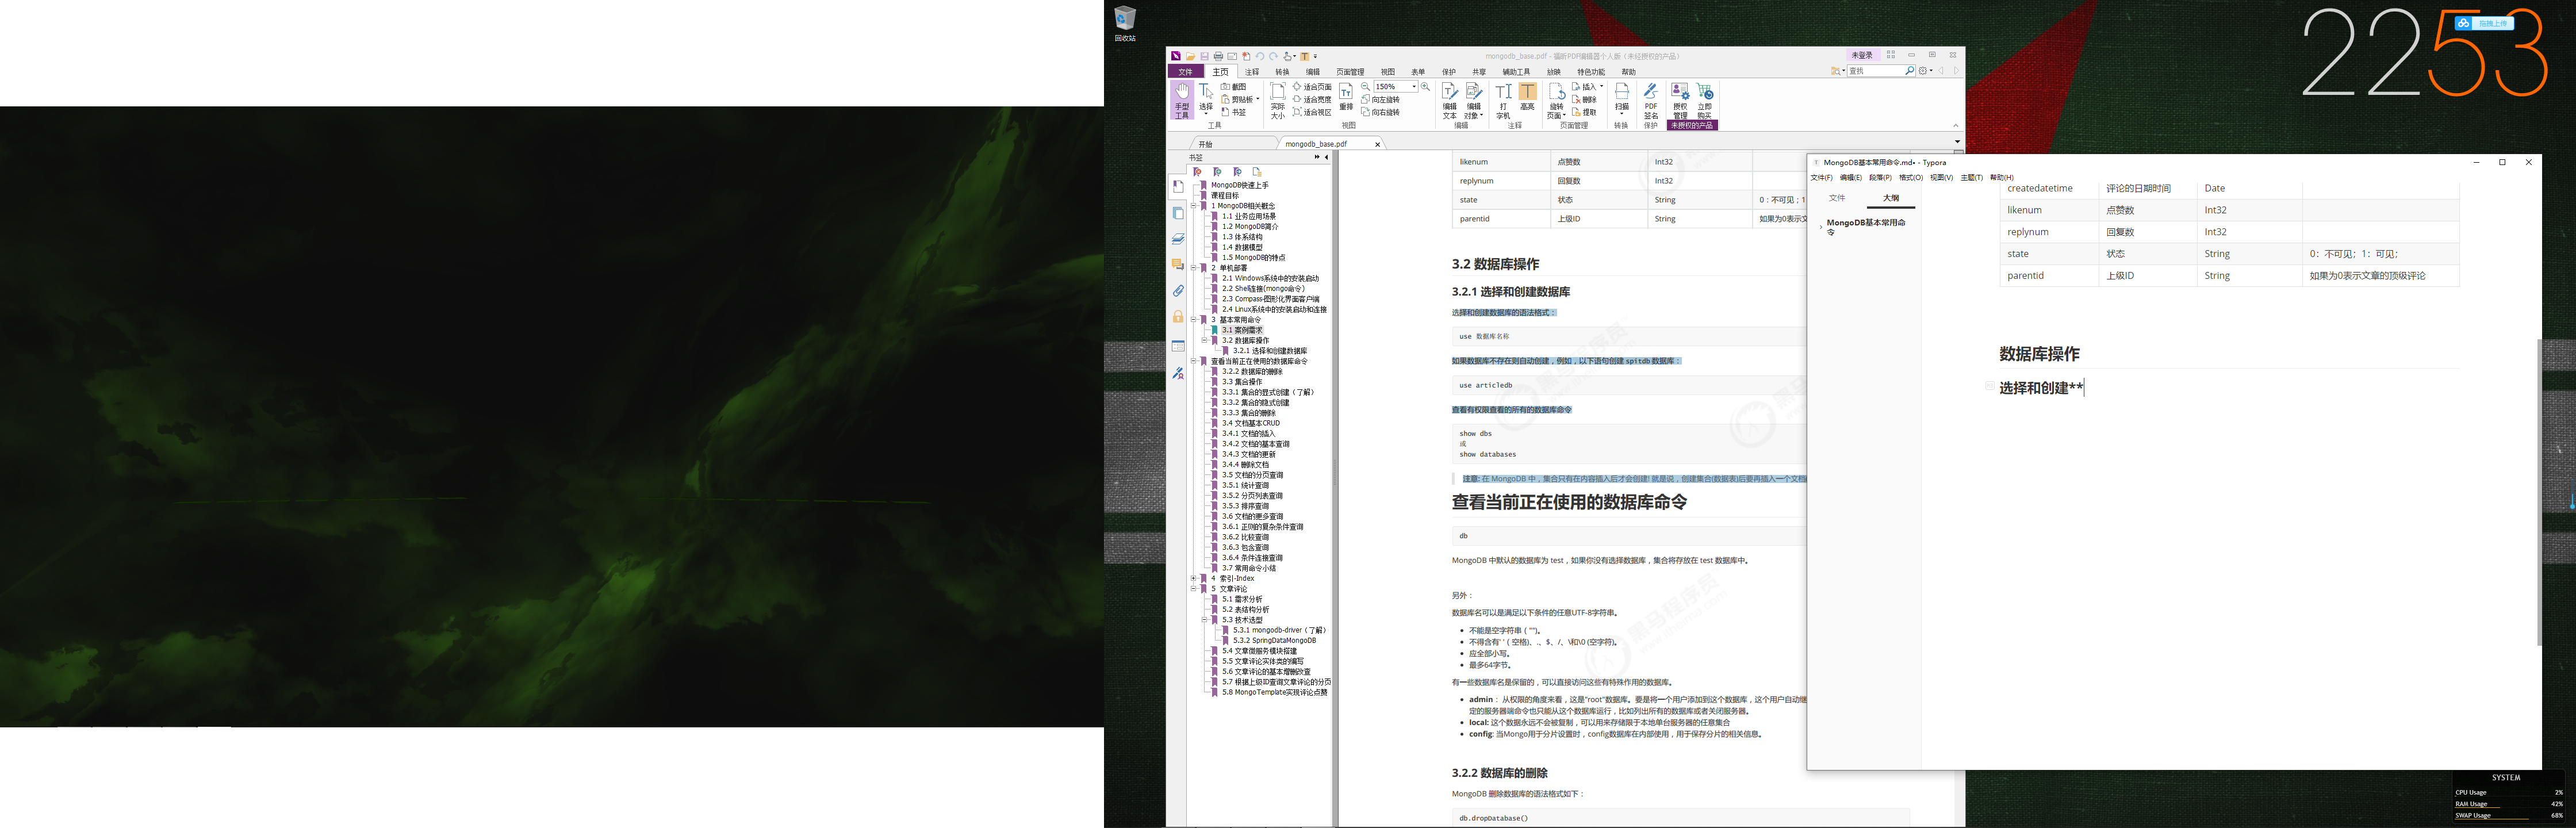 回收站
2253
拖拽上传
mongodb_base.pdf - 福昕PDF编辑器个人版（未经授权的产品）
未登录
文件 主页 注释 转换 编辑 页面管理 视图 表单 保护 共享 辅助工具 放映 特色功能 帮助
查找
手型工具
选择
截图
剪贴板
书签
工具
实际大小
适合页面
适合宽度
适合视区
重排
150%
向左旋转
向右旋转
视图
编辑文本
编辑对象
编辑
打字机
高亮
注释
旋转页面
插入
删除
提取
页面管理
扫描
转换
PDF签名
保护
授权管理
立即购买
未授权的产品
开始
mongodb_base.pdf
书签
MongoDB快速上手
课程目标
1 MongoDB相关概念
1.1 业务应用场景
1.2 MongoDB简介
1.3 体系结构
1.4 数据模型
1.5 MongoDB的特点
2 单机部署
2.1 Windows系统中的安装启动
2.2 Shell连接(mongo命令)
2.3 Compass-图形化界面客户端
2.4 Linux系统中的安装启动和连接
3 基本常用命令
3.1 案例需求
3.2 数据库操作
3.2.1 选择和创建数据库
查看当前正在使用的数据库命令
3.2.2 数据库的删除
3.3 集合操作
3.3.1 集合的显式创建（了解）
3.3.2 集合的隐式创建
3.3.3 集合的删除
3.4 文档基本CRUD
3.4.1 文档的插入
3.4.2 文档的基本查询
3.4.3 文档的更新
3.4.4 删除文档
3.5 文档的分页查询
3.5.1 统计查询
3.5.2 分页列表查询
3.5.3 排序查询
3.6 文档的更多查询
3.6.1 正则的复杂条件查询
3.6.2 比较查询
3.6.3 包含查询
3.6.4 条件连接查询
3.7 常用命令小结
4 索引-Index
5 文章评论
5.1 需求分析
5.2 表结构分析
5.3 技术选型
5.3.1 mongodb-driver（了解）
5.3.2 SpringDataMongoDB
5.4 文章微服务模块搭建
5.5 文章评论实体类的编写
5.6 文章评论的基本增删改查
5.7 根据上级ID查询文章评论的分页
5.8 MongoTemplate实现评论点赞
likenum 点赞数 Int32
replynum 回复数 Int32
state 状态 String 0：不可见；1
parentid 上级ID String 如果为0表示文
3.2 数据库操作
3.2.1 选择和创建数据库
选择和创建数据库的语法格式：
use 数据库名称
如果数据库不存在则自动创建，例如，以下语句创建 spitdb 数据库：
use articledb
查看有权限查看的所有的数据库命令
show dbs
或
show databases
注意: 在 MongoDB 中，集合只有在内容插入后才会创建! 就是说，创建集合(数据表)后要再插入一个文档
查看当前正在使用的数据库命令
db
MongoDB 中默认的数据库为 test，如果你没有选择数据库，集合将存放在 test 数据库中。
另外：
数据库名可以是满足以下条件的任意UTF-8字符串。
不能是空字符串（"")。
不得含有' '（空格)、.、$、/、\和\0 (空字符)。
应全部小写。
最多64字节。
有一些数据库名是保留的，可以直接访问这些有特殊作用的数据库。
admin： 从权限的角度来看，这是"root"数据库。要是将一个用户添加到这个数据库，这个用户自动继
定的服务器端命令也只能从这个数据库运行，比如列出所有的数据库或者关闭服务器。
local: 这个数据永远不会被复制，可以用来存储限于本地单台服务器的任意集合
config: 当Mongo用于分片设置时，config数据库在内部使用，用于保存分片的相关信息。
3.2.2 数据库的删除
MongoDB 删除数据库的语法格式如下：
db.dropDatabase()
MongoDB基本常用命令.md• - Typora
文件(F) 编辑(E) 段落(P) 格式(O) 视图(V) 主题(T) 帮助(H)
文件 大纲
MongoDB基本常用命令
createdatetime 评论的日期时间 Date
likenum 点赞数 Int32
replynum 回复数 Int32
state 状态 String 0：不可见；1：可见；
parentid 上级ID String 如果为0表示文章的顶级评论
数据库操作
选择和创建**
SYSTEM
CPU Usage 2%
RAM Usage 42%
SWAP Usage 68%